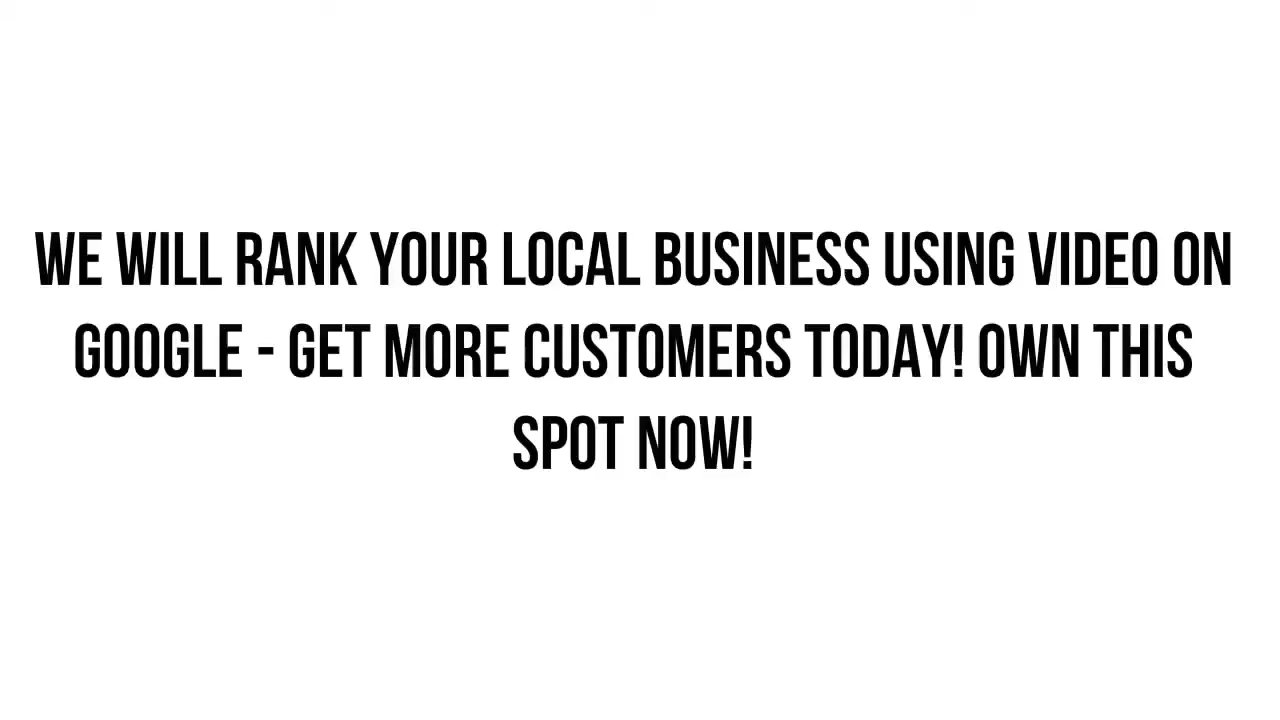 WE WILL RANK YOUR LOCAL BUSINESS USING VIDEO ON
GOOGLE - GET MORE CUSTOMERS TODAY! OWN THIS
SPOT NOW!